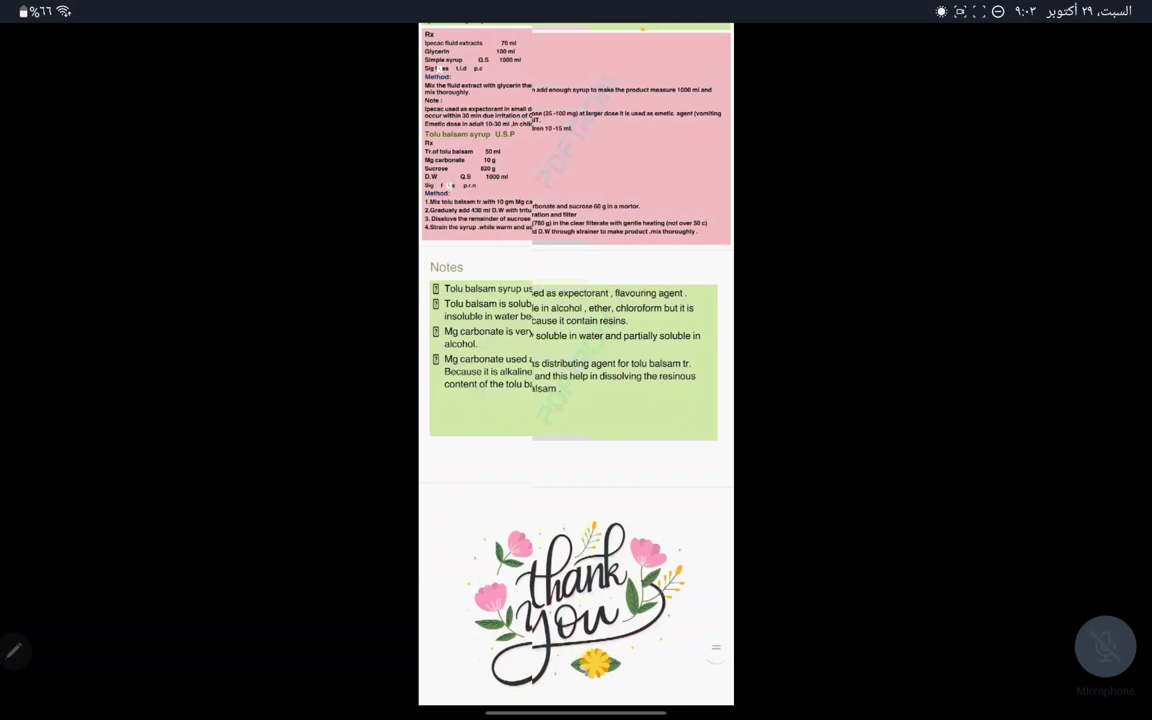 السبت، ٢٩ أكتوبر ٩:٠٣
٦٦%
Rx
Ipecac fluid extracts 70 ml
Glycerin 100 ml
Simple syrup Q.S 1000 ml
Sig t.i.d p.c
Method:
Mix the fluid extract with glycerin the n add enough syrup to make the product measure 1000 ml and
mix thoroughly.
Note :
Ipecac used as expectorant in small d ose (25 -100 mg) at larger dose it is used as emetic agent (vomiting
occur within 30 min due irritation of G IT.
Emetic dose in adult 10-30 ml ,In child ren 10 -15 ml.
Tolu balsam syrup U.S.P
Rx
Tr.of tolu balsam 50 ml
Mg carbonate 10 g
Sucrose 820 g
D.W Q.S 1000 ml
Sig p.r.n
Method:
1.Mix tolu balsam tr.with 10 gm Mg ca rbonate and sucrose 60 g in a mortor.
2.Gradualy add 430 ml D.W with tritu ration and filter
3. Disalove the remainder of sucrose (760 g) in the clear filterate with gentle heating (not over 50 c)
4.Strain the syrup .while warm and ad d D.W through strainer to make product .mix thoroughly .
Notes
Tolu balsam syrup us ed as expectorant , flavouring agent .
Tolu balsam is solub le in alcohol , ether, chloroform but it is
insoluble in water be cause it contain resins.
Mg carbonate is very soluble in water and partially soluble in
alcohol.
Mg carbonate used a s distributing agent for tolu balsam tr.
Because it is alkaline and this help in dissolving the resinous
content of the tolu ba alsam .
thank
you
Microphone